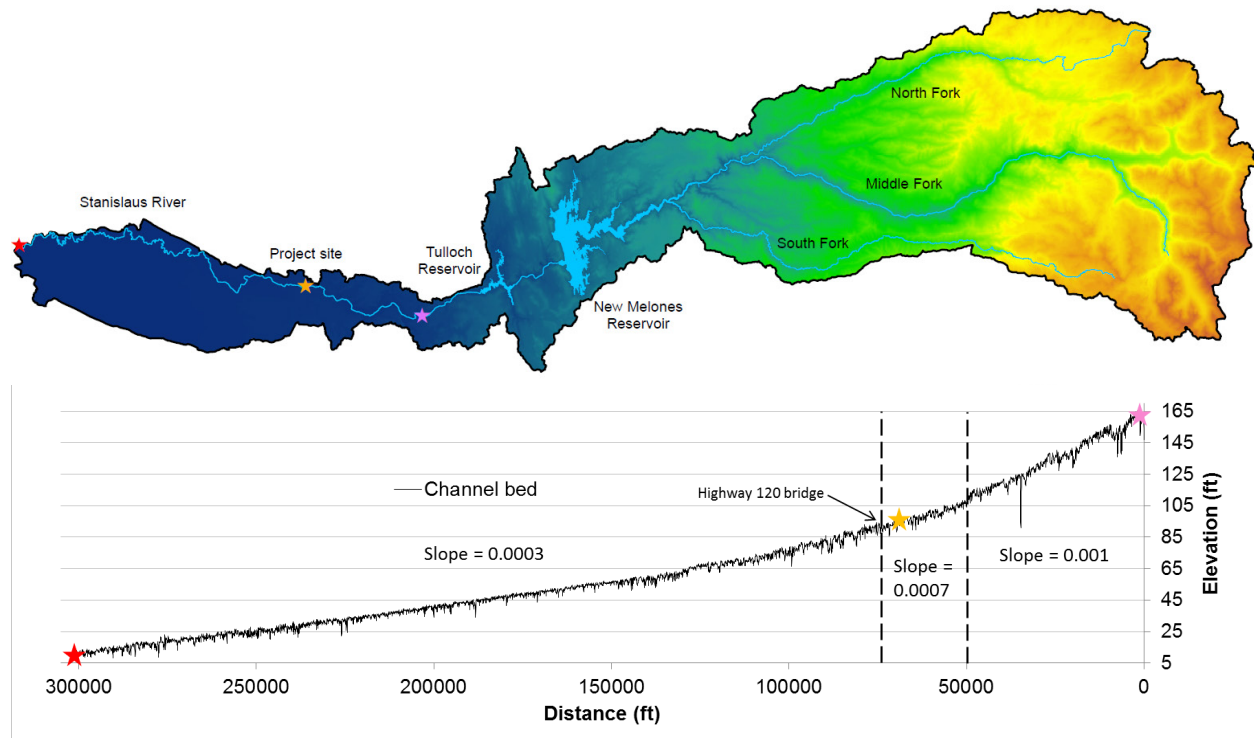 North Fork
Middle Fork
Stanislaus River
South Fork
Project site
Tulloch
Reservoir
New Melones
Reservoir
165
145
125
105
85
65
45
25
5
Elevation (ft)
Channel bed
Highway 120 bridge
Slope = 0.0003
Slope =
0.0007
Slope = 0.001
300000
250000
200000
150000
100000
50000
0
Distance (ft)